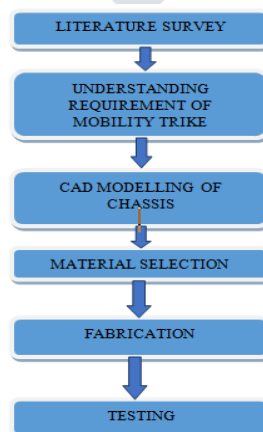 LITERATURE SURVEY
UNDERSTANDING
REQUIREMENT OF
MOBILITY TRIKE
CAD MODELLING OF
CHASSIS
MATERIAL SELECTION
FABRICATION
TESTING